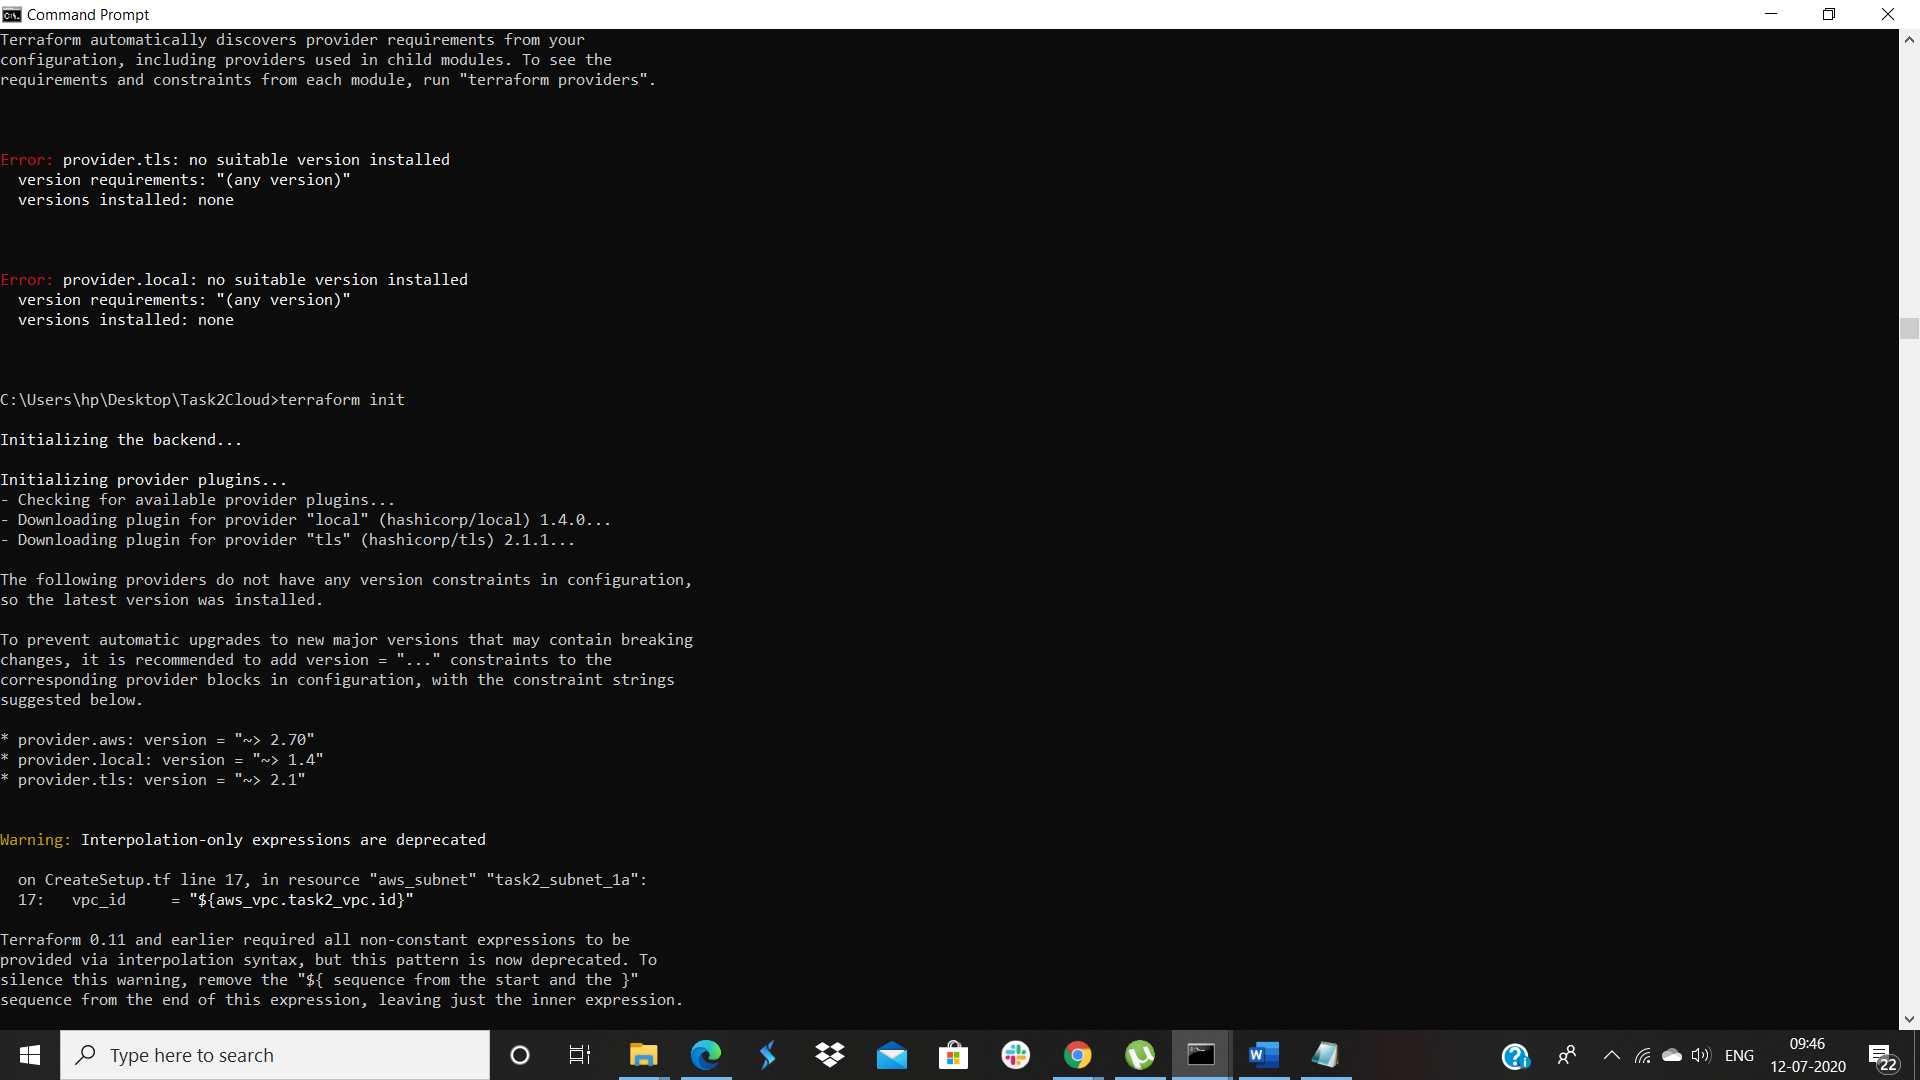 Command Prompt
Terraform automatically discovers provider requirements from your
configuration, including providers used in child modules. To see the
requirements and constraints from each module, run "terraform providers".
Error: provider.tls: no suitable version installed
version requirements: "(any version)"
versions installed: none
Error: provider.local: no suitable version installed
version requirements: "(any version)"
versions installed: none
C:\Users\hp\Desktop\Task2Cloud>terraform init
Initializing the backend...
Initializing provider plugins...
- Checking for available provider plugins...
- Downloading plugin for provider "local" (hashicorp/local) 1.4.0...
- Downloading plugin for provider "tls" (hashicorp/tls) 2.1.1...
The following providers do not have any version constraints in configuration,
so the latest version was installed.
To prevent automatic upgrades to new major versions that may contain breaking
changes, it is recommended to add version = "..." constraints to the
corresponding provider blocks in configuration, with the constraint strings
suggested below.
* provider.aws: version = "~> 2.70"
* provider.local: version = "~> 1.4"
* provider.tls: version = "~> 2.1"
Warning: Interpolation-only expressions are deprecated
on CreateSetup.tf line 17, in resource "aws_subnet" "task2_subnet_1a":
17:   vpc_id     = "${aws_vpc.task2_vpc.id}"
Terraform 0.11 and earlier required all non-constant expressions to be
provided via interpolation syntax, but this pattern is now deprecated. To
silence this warning, remove the "${ sequence from the start and the }"
sequence from the end of this expression, leaving just the inner expression.
Type here to search
ENG
09:46
12-07-2020
22